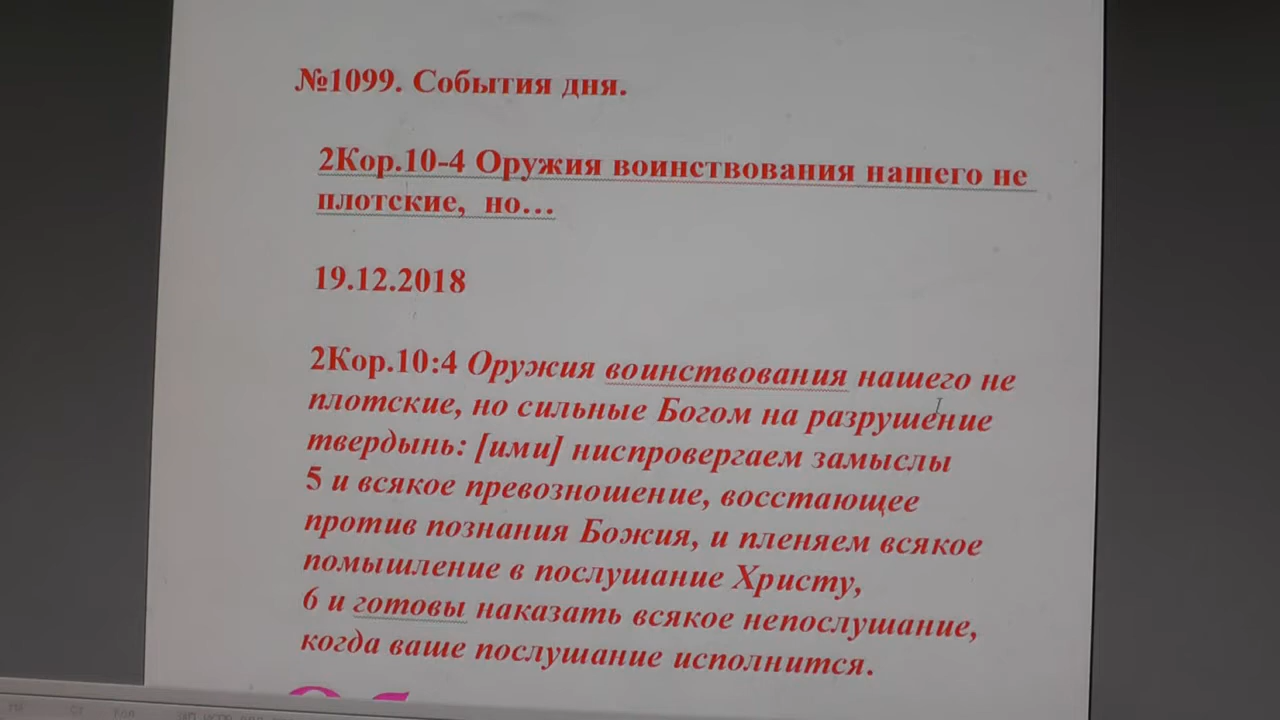 №1099. События дня.
2Кор.10-4 Оружия воинствования нашего не
плотские, но...
19.12.2018
2Кор.10:4 Оружия воинствования нашего не
плотские, но сильные Богом на разрушение
твердынь: [ими] ниспровергаем замыслы
5 и всякое превозношение, восстающее
против познания Божия, и пленяем всякое
помышление в послушание Христу,
6 и готовы наказать всякое непослушание,
когда ваше послушание исполнится.